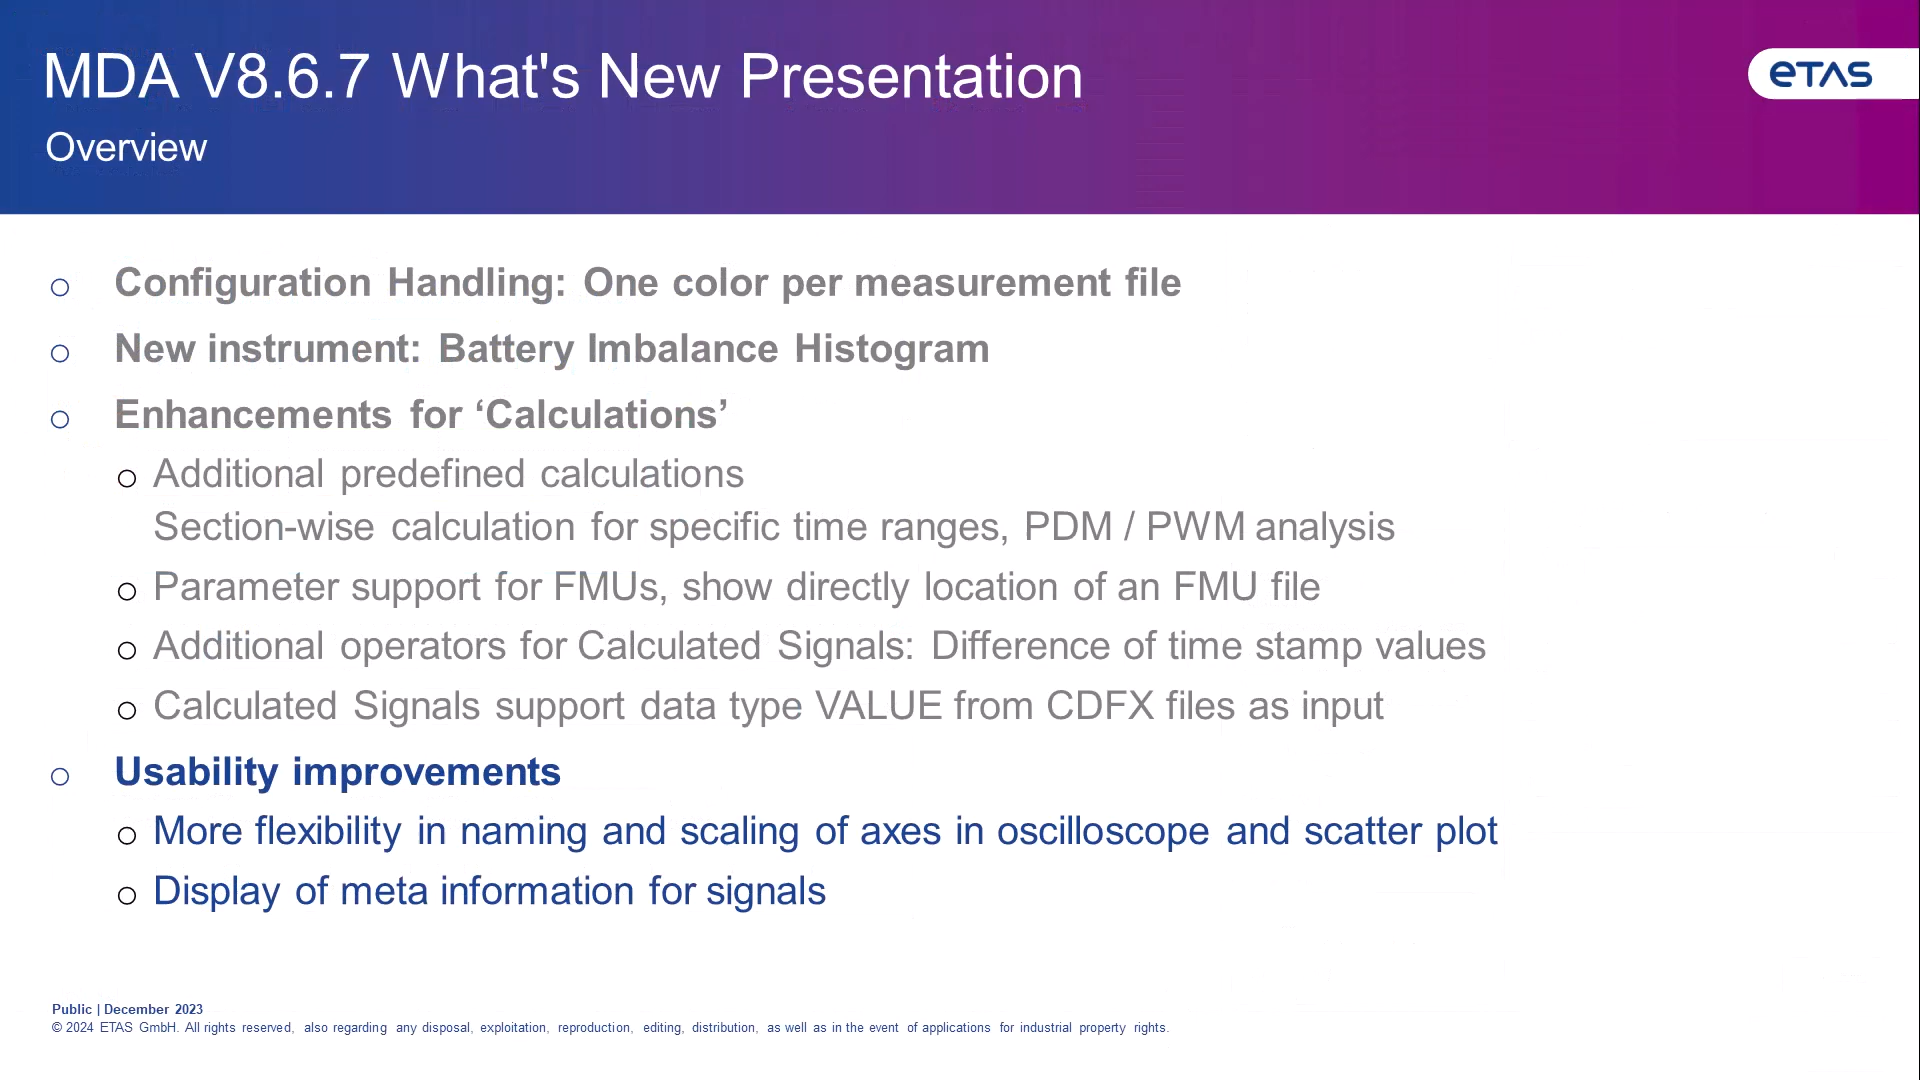 MDA V8.6.7 What's New Presentation
eTAS
Overview
Configuration Handling: One color per measurement file
New instrument: Battery Imbalance Histogram
Enhancements for ‘Calculations’
Additional predefined calculations
Section-wise calculation for specific time ranges, PDM / PWM analysis
Parameter support for FMUs, show directly location of an FMU file
Additional operators for Calculated Signals: Difference of time stamp values
Calculated Signals support data type VALUE from CDFX files as input
Usability improvements
More flexibility in naming and scaling of axes in oscilloscope and scatter plot
Display of meta information for signals
Public | December 2023
© 2024 ETAS GmbH. All rights reserved, also regarding any disposal, exploitation, reproduction, editing, distribution, as well as in the event of applications for industrial property rights.